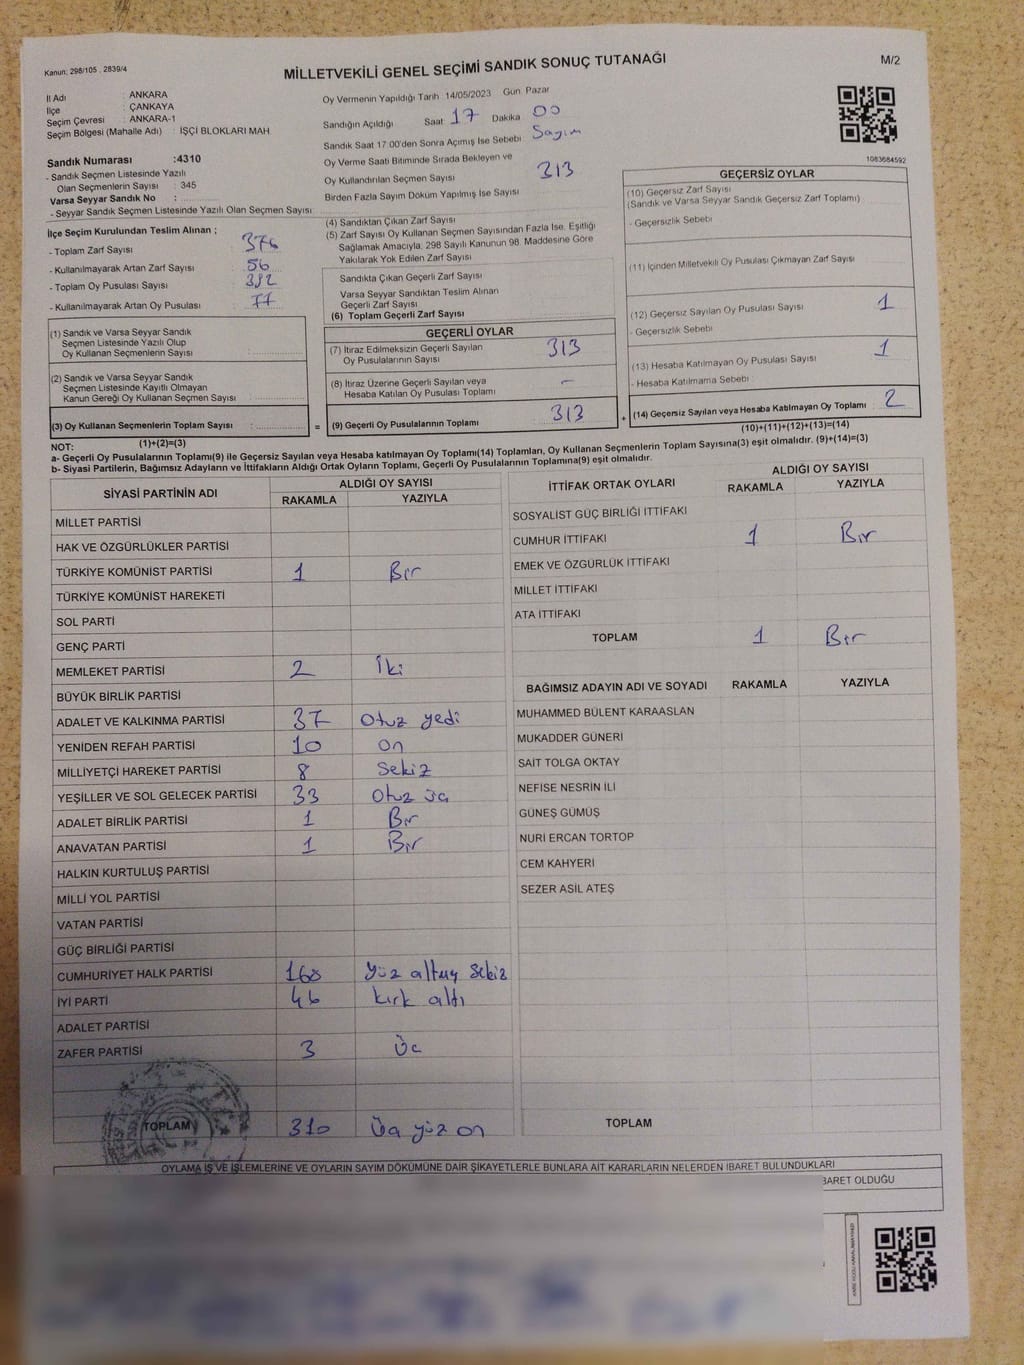 Kanun: 298/105 . 2839/4
MİLLETVEKİLİ GENEL SEÇİMİ SANDIK SONUÇ TUTANAĞI
M/2
İl Adı : ANKARA
İlçe : ÇANKAYA
Seçim Çevresi : ANKARA-1
Seçim Bölgesi (Mahalle Adı) : İŞÇİ BLOKLARI MAH
Sandık Numarası :4310
- Sandık Seçmen Listesinde Yazılı
Olan Seçmenlerin Sayısı : 345
Varsa Seyyar Sandık No :
- Seyyar Sandık Seçmen Listesinde Yazılı Olan Seçmen Sayısı :
Oy Vermenin Yapıldığı Tarih 14/05/2023 Gün. Pazar
Sandığın Açıldığı Saat 17 Dakika 00
Sandık Saat 17 00'den Sonra Açımış İse Sebebi Sayım
Oy Verme Saati Bitiminde Sırada Bekleyen ve
Oy Kullandırılan Seçmen Sayısı 313
Birden Fazla Sayım Döküm Yapılmış İse Sayısı
1083684592
İlçe Seçim Kurulundan Teslim Alınan ;
- Toplam Zarf Sayısı 376
- Kullanılmayarak Artan Zarf Sayısı 56
- Toplam Oy Pusulası Sayısı 392
- Kullanılmayarak Artan Oy Pusulası 77
(4) Sandıktan Çıkan Zarf Sayısı
(5) Zarf Sayısı Oy Kullanan Seçmen Sayısından Fazla İse, Eşitliği
Sağlamak Amacıyla, 298 Sayılı Kanunun 98. Maddesine Göre
Yakılarak Yok Edilen Zarf Sayısı
Sandıkta Çıkan Geçerli Zarf Sayısı
Varsa Seyyar Sandıktan Teslim Alınan
Geçerli Zarf Sayısı
(6) Toplam Geçerli Zarf Sayısı
GEÇERSİZ OYLAR
(10) Geçersiz Zarf Sayısı
(Sandık ve Varsa Seyyar Sandık Geçersiz Zarf Toplamı)
- Geçersizlik Sebebi
(11) İçinden Milletvekili Oy Pusulası Çıkmayan Zarf Sayısı
(12) Geçersiz Sayılan Oy Pusulası Sayısı 1
- Geçersizlik Sebebi
(13) Hesaba Katılmayan Oy Pusulası Sayısı 1
- Hesaba Katılmama Sebebi
(14) Geçersiz Sayılan veya Hesaba Katılmayan Oy Toplamı 2
(10)+(11)+(12)+(13)=(14)
(1) Sandık ve Varsa Seyyar Sandık
Seçmen Listesinde Yazılı Olup
Oy Kullanan Seçmenlerin Sayısı :
(2) Sandık ve Varsa Seyyar Sandık
Seçmen Listesinde Kayıtlı Olmayan
Kanun Gereği Oy Kullanan Seçmen Sayısı :
(3) Oy Kullanan Seçmenlerin Toplam Sayısı :
(1)+(2)=(3)
GEÇERLİ OYLAR
(7) İtiraz Edilmeksizin Geçerli Sayılan
Oy Pusulalarının Sayısı 313
(8) İtiraz Üzerine Geçerli Sayılan veya
Hesaba Katılan Oy Pusulası Toplamı -
= (9) Geçerli Oy Pusulalarının Toplamı 313 +
NOT:
a- Geçerli Oy Pusulalarının Toplamı(9) ile Geçersiz Sayılan veya Hesaba katılmayan Oy Toplamı(14) Toplamları, Oy Kullanan Seçmenlerin Toplam Sayısına(3) eşit olmalıdır. (9)+(14)=(3)
b- Siyasi Partilerin, Bağımsız Adayların ve İttifakların Aldığı Ortak Oyların Toplamı, Geçerli Oy Pusulalarının Toplamına(9) eşit olmalıdır.
SİYASİ PARTİNİN ADI ALDIĞI OY SAYISI
RAKAMLA YAZIYLA
MİLLET PARTİSİ
HAK VE ÖZGÜRLÜKLER PARTİSİ
TÜRKİYE KOMÜNİST PARTİSİ 1 Bir
TÜRKİYE KOMÜNİST HAREKETİ
SOL PARTİ
GENÇ PARTİ
MEMLEKET PARTİSİ 2 İki
BÜYÜK BİRLİK PARTİSİ
ADALET VE KALKINMA PARTİSİ 37 Otuz yedi
YENİDEN REFAH PARTİSİ 10 On
MİLLİYETÇİ HAREKET PARTİSİ 8 Sekiz
YEŞİLLER VE SOL GELECEK PARTİSİ 33 Otuz üç
ADALET BİRLİK PARTİSİ 1 Bir
ANAVATAN PARTİSİ 1 Bir
HALKIN KURTULUŞ PARTİSİ
MİLLİ YOL PARTİSİ
VATAN PARTİSİ
GÜÇ BİRLİĞİ PARTİSİ
CUMHURİYET HALK PARTİSİ 168 Yüz altmış sekiz
İYİ PARTİ 46 kırk altı
ADALET PARTİSİ
ZAFER PARTİSİ 3 Üç
TOPLAM 310 Üç yüz on
İTTİFAK ORTAK OYLARI ALDIĞI OY SAYISI
RAKAMLA YAZIYLA
SOSYALİST GÜÇ BİRLİĞİ İTTİFAKI
CUMHUR İTTİFAKI 1 Bir
EMEK VE ÖZGÜRLÜK İTTİFAKI
MİLLET İTTİFAKI
ATA İTTİFAKI
TOPLAM 1 Bir
BAĞIMSIZ ADAYIN ADI VE SOYADI RAKAMLA YAZIYLA
MUHAMMED BÜLENT KARAASLAN
MUKADDER GÜNERİ
SAİT TOLGA OKTAY
NEFİSE NESRİN İLİ
GÜNEŞ GÜMÜŞ
NURİ ERCAN TORTOP
CEM KAHYERİ
SEZER ASİL ATEŞ
TOPLAM
OYLAMA İŞ VE İŞLEMLERİNE VE OYLARIN SAYIM DÖKÜMÜNE DAİR ŞİKAYETLERLE BUNLARA AİT KARARLARIN NELERDEN İBARET BULUNDUKLARI
BARET OLDUĞU